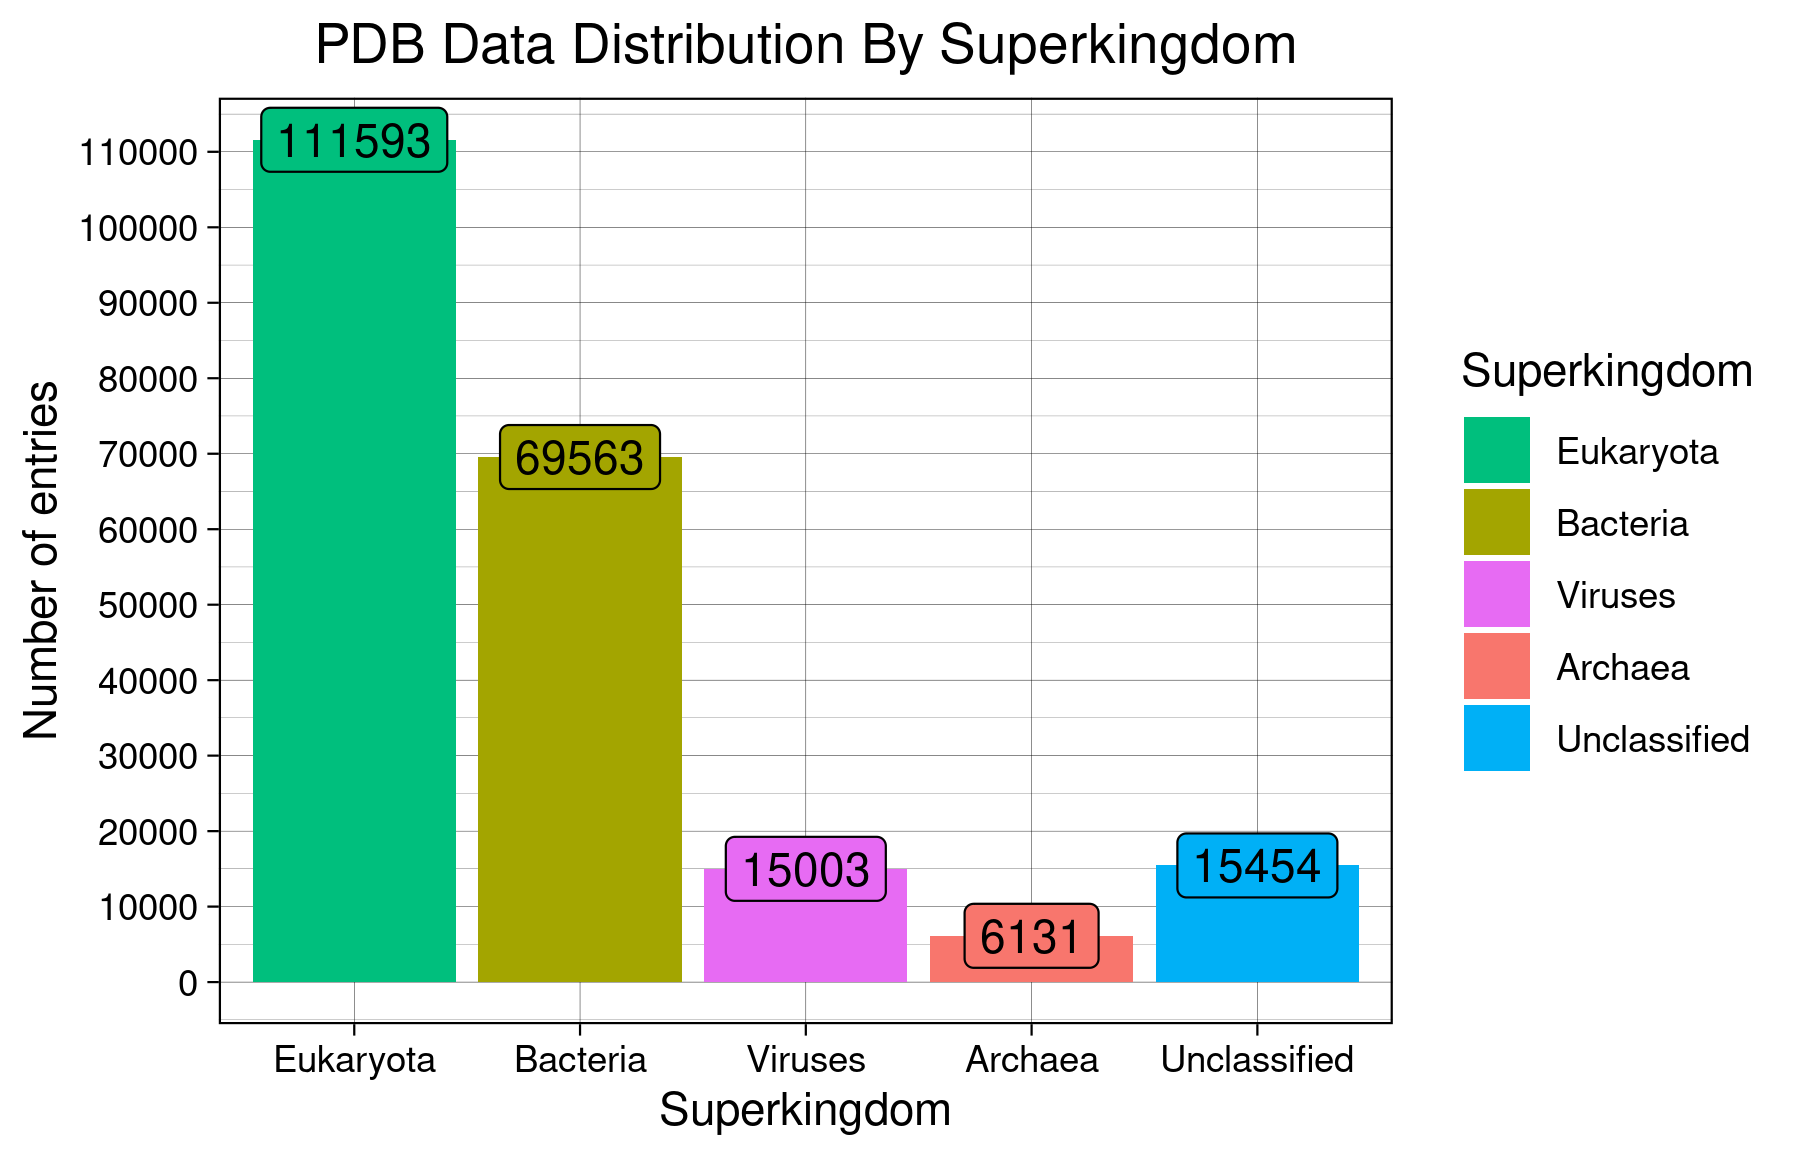 PDB Data Distribution By Superkingdom
Number of entries
110000
100000
90000
80000
70000
60000
50000
40000
30000
20000
10000
0
111593
69563
15003
6131
15454
Eukaryota
Bacteria
Viruses
Archaea
Unclassified
Superkingdom
Superkingdom
Eukaryota
Bacteria
Viruses
Archaea
Unclassified